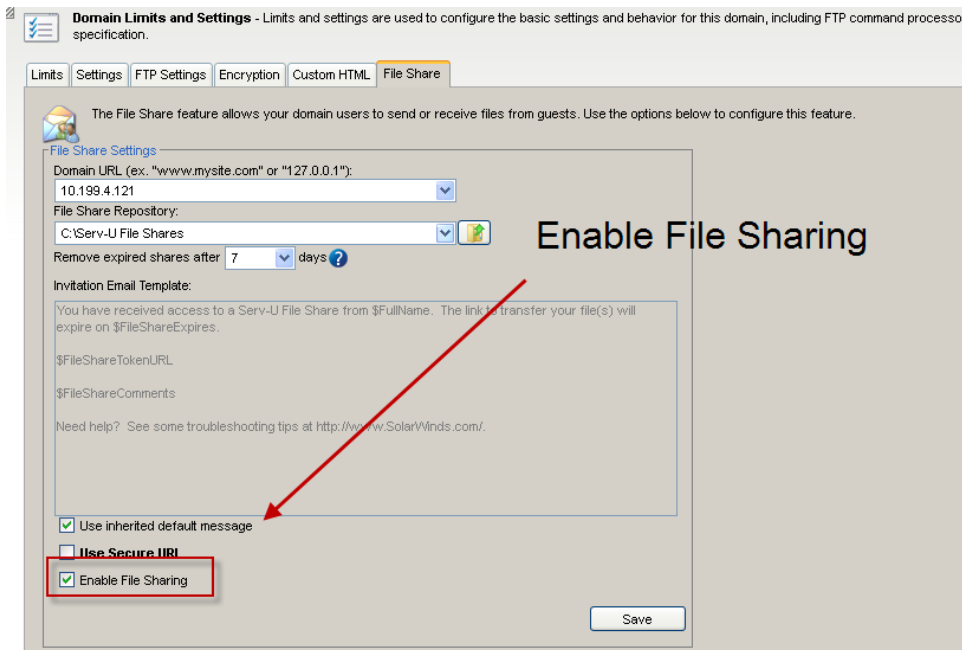 Domain Limits and Settings - Limits and settings are used to configure the basic settings and behavior for this domain, including FTP command processo
specification.
Limits Settings FTP Settings Encryption Custom HTML File Share
The File Share feature allows your domain users to send or receive files from guests. Use the options below to configure this feature.
File Share Settings
Domain URL (ex. "www.mysite.com" or "127.0.0.1"):
10.199.4.121
File Share Repository:
C:\Serv-U File Shares
Enable File Sharing
Remove expired shares after 7 days ?
Invitation Email Template:
You have received access to a Serv-U File Share from $FullName. The link to transfer your file(s) will
expire on $FileShareExpires.
$FileShareTokenURL
$FileShareComments
Need help? See some troubleshooting tips at http://www.SolarWinds.com/.
Use inherited default message
Use Secure URL
Enable File Sharing
Save